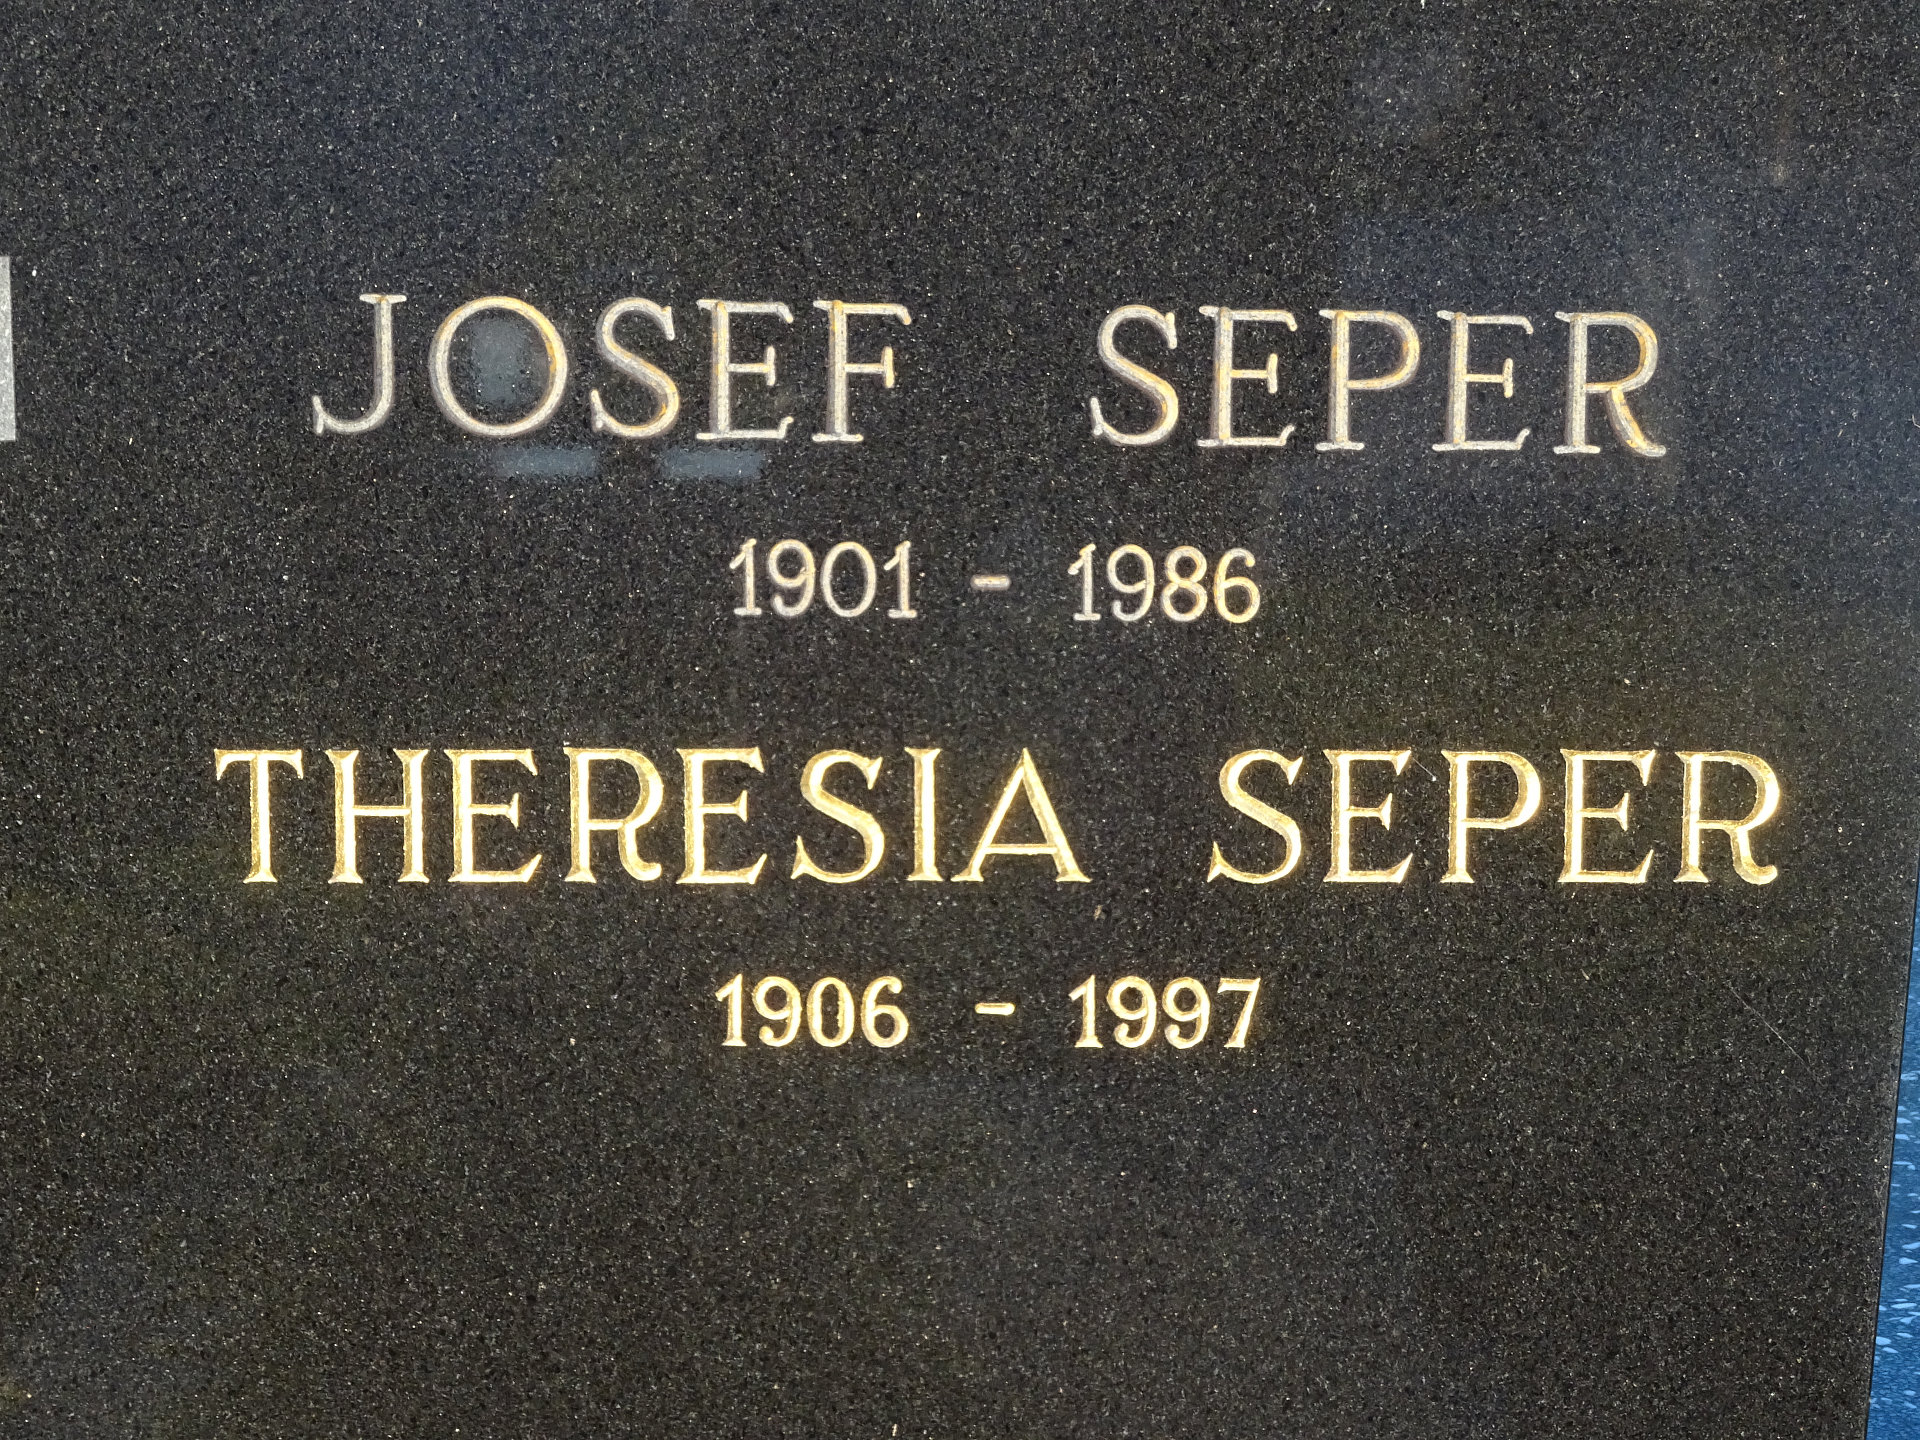 JOSEF SEPER
1901 - 1986
THERESIA SEPER
1906 - 1997